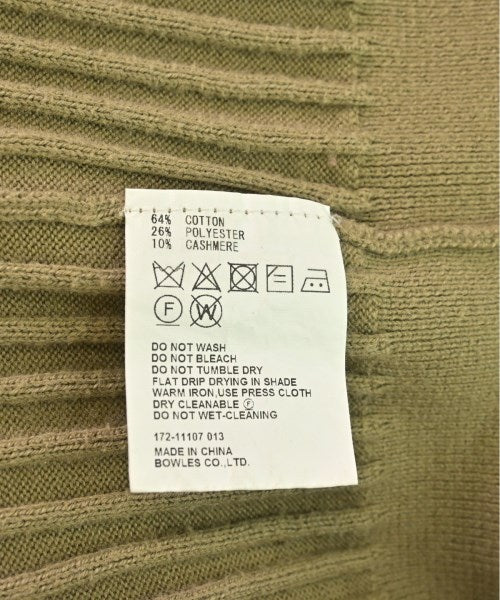 64% COTTON
26% POLYESTER
10% CASHMERE
F W
DO NOT WASH
DO NOT BLEACH
DO NOT TUMBLE DRY
FLAT DRIP DRYING IN SHADE
WARM IRON,USE PRESS CLOTH
DRY CLEANABLE Ⓕ
DO NOT WET-CLEANING
172-11107 013
MADE IN CHINA
BOWLES CO.,LTD.